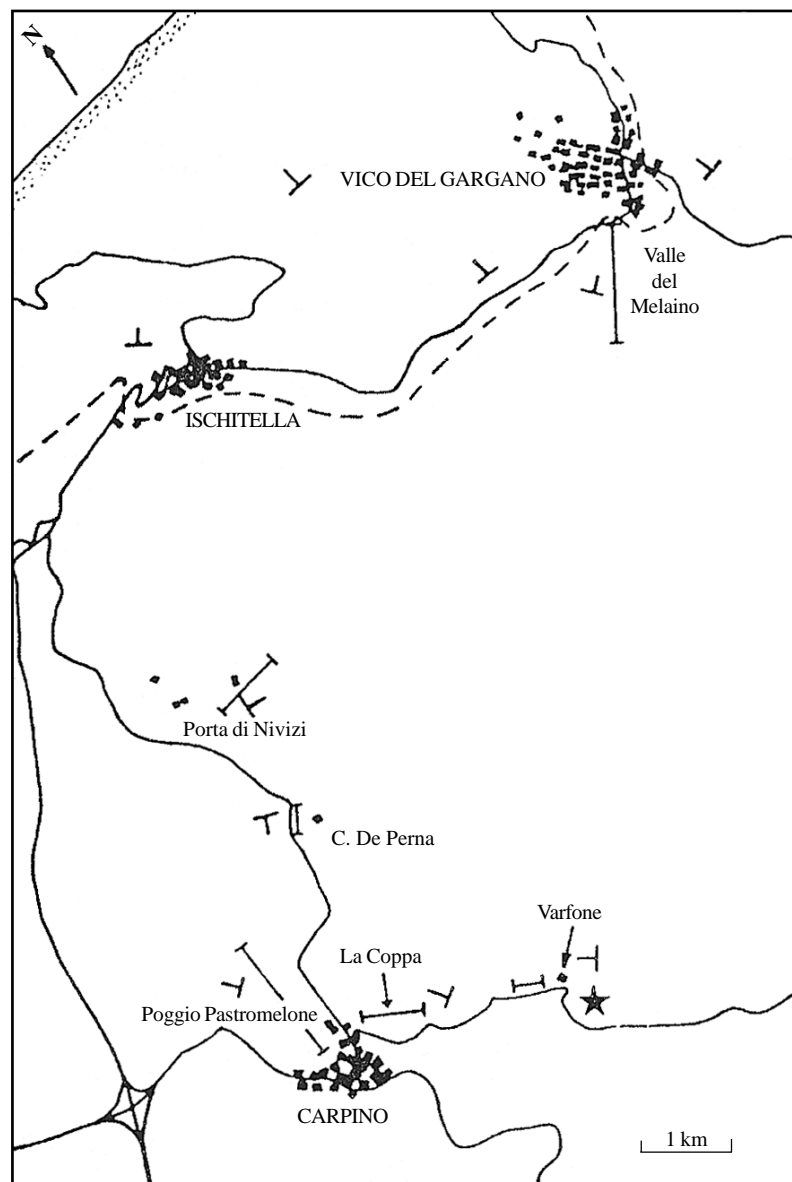 N
VICO DEL GARGANO
Valle
del
Melaino
ISCHITELLA
Porta di Nivizi
C. De Perna
Varfone
La Coppa
Poggio Pastromelone
CARPINO
1 km